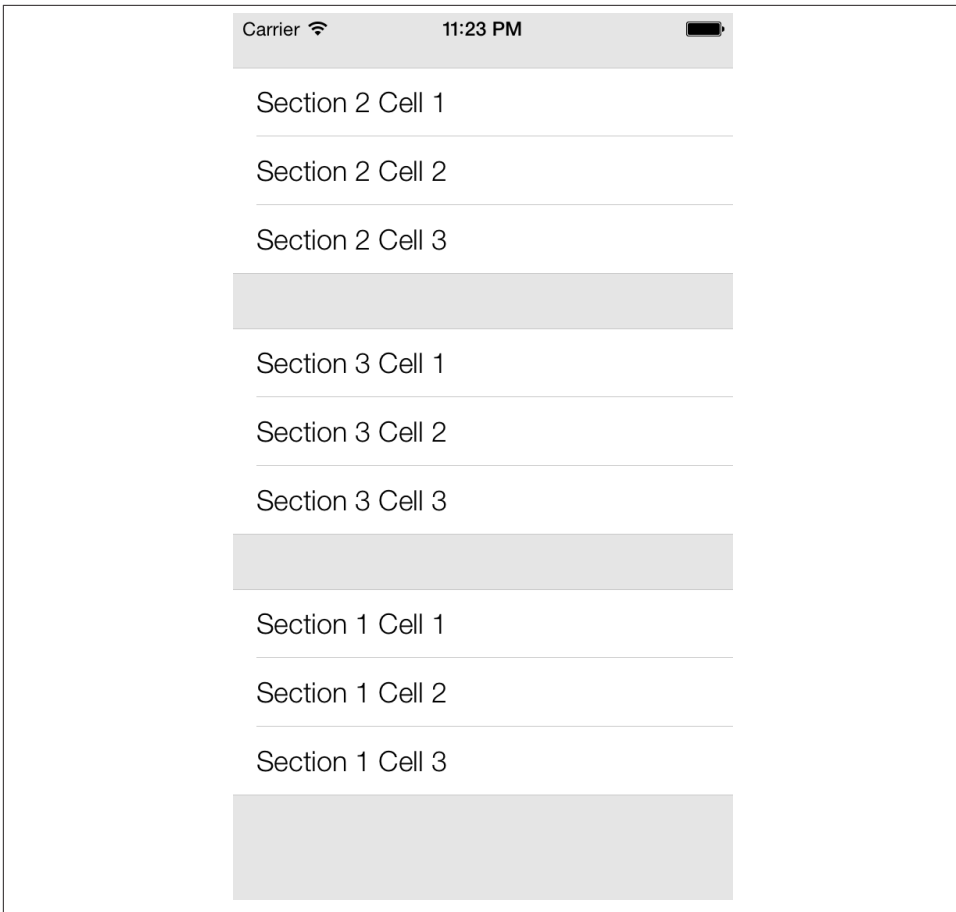 Carrier 11:23 PM
Section 2 Cell 1
Section 2 Cell 2
Section 2 Cell 3
Section 3 Cell 1
Section 3 Cell 2
Section 3 Cell 3
Section 1 Cell 1
Section 1 Cell 2
Section 1 Cell 3